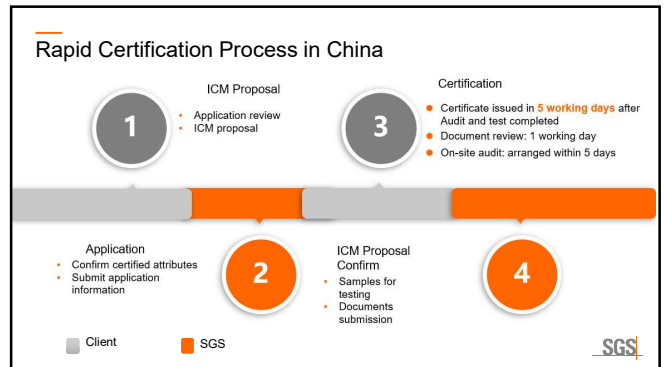 Rapid Certification Process in China
1
ICM Proposal
• Application review
• ICM proposal
3
Certification
● Certificate issued in 5 working days after
Audit and test completed
● Document review: 1 working day
● On-site audit: arranged within 5 days
Application
• Confirm certified attributes
• Submit application
information
2
ICM Proposal
Confirm
• Samples for
testing
• Documents
submission
4
Client
SGS
SGS